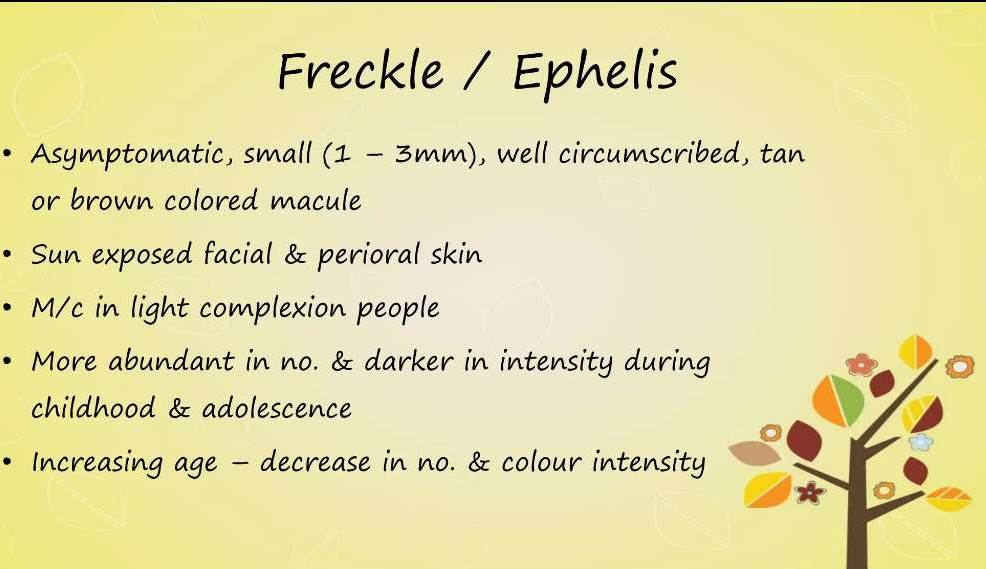 Freckle / Ephelis
• Asymptomatic, small (1 – 3mm), well circumscribed, tan
or brown colored macule
• Sun exposed facial & perioral skin
• M/c in light complexion people
• More abundant in no. & darker in intensity during
childhood & adolescence
• Increasing age – decrease in no. & colour intensity